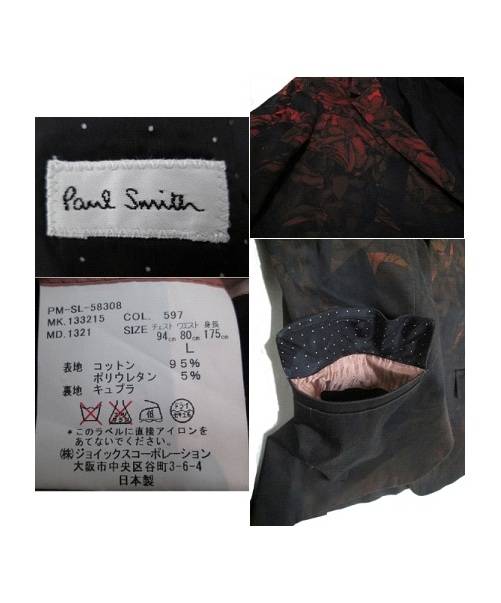 Paul Smith
PM-SL-58308
MK.133215 COL. 597
MD.1321 SIZE チェスト ウエスト 身長
94㎝ 80㎝ 175㎝
L
表地 コットン 95%
ポリウレタン 5%
裏地 キュプラ
低 ドライ
*このラベルに直接アイロンを
あてないでください。
(株)ジョイックスコーポレーション
大阪市中央区谷町3-6-4
日本製